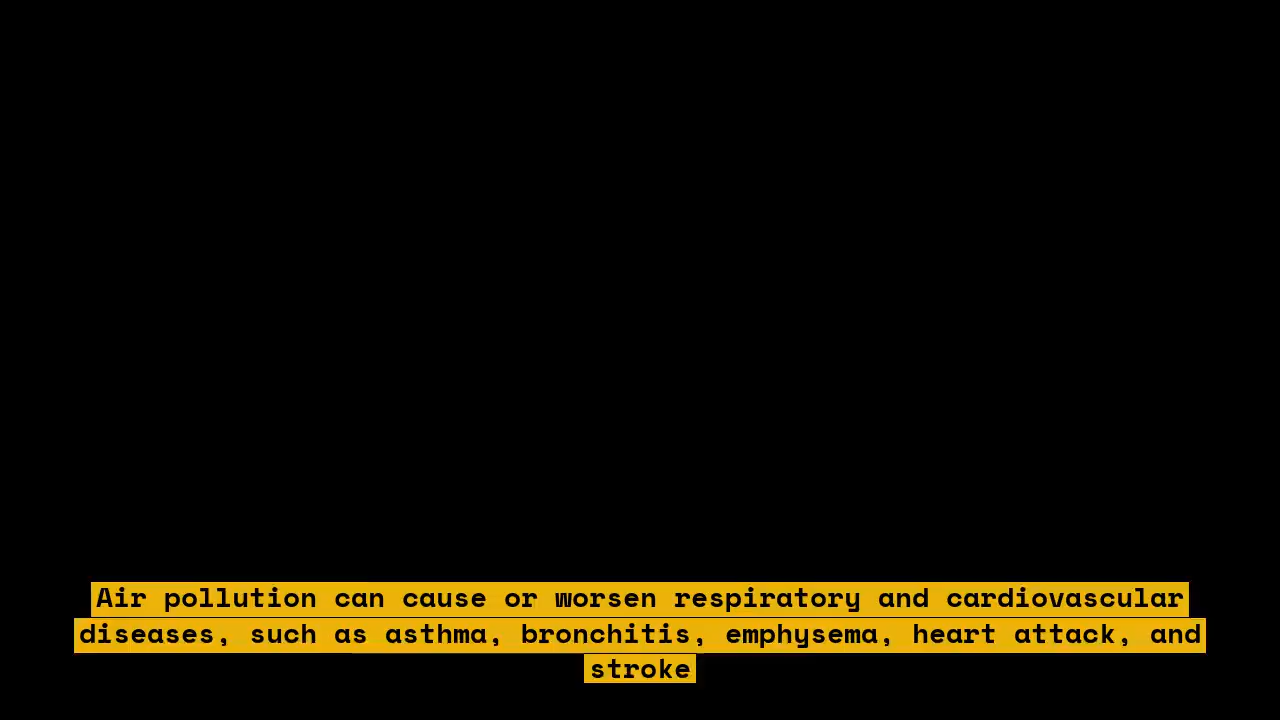 Air pollution can cause or worsen respiratory and cardiovascular
diseases, such as asthma, bronchitis, emphysema, heart attack, and
stroke